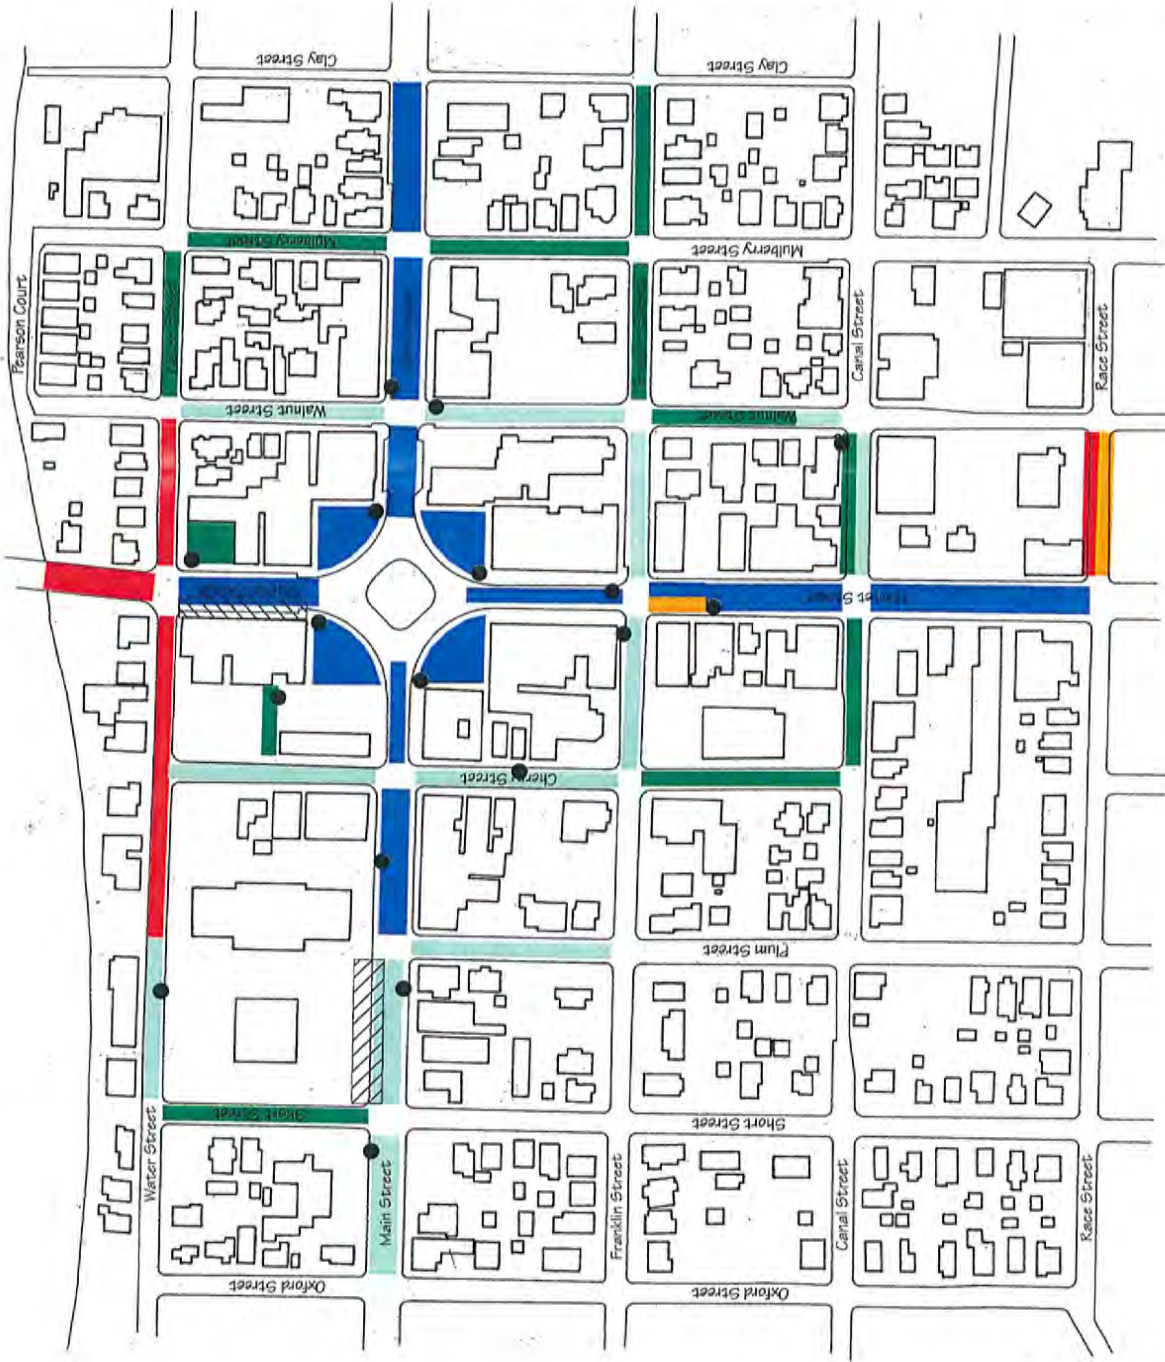 Clay Street
Clay Street
Mulberry Street
Mulberry Street
Pearson Court
Canal Street
Race Street
Walnut Street
Walnut Street
Market Street
Cherry Street
Plum Street
Short Street
Short Street
Water Street
Main Street
Franklin Street
Canal Street
Race Street
Oxford Street
Oxford Street